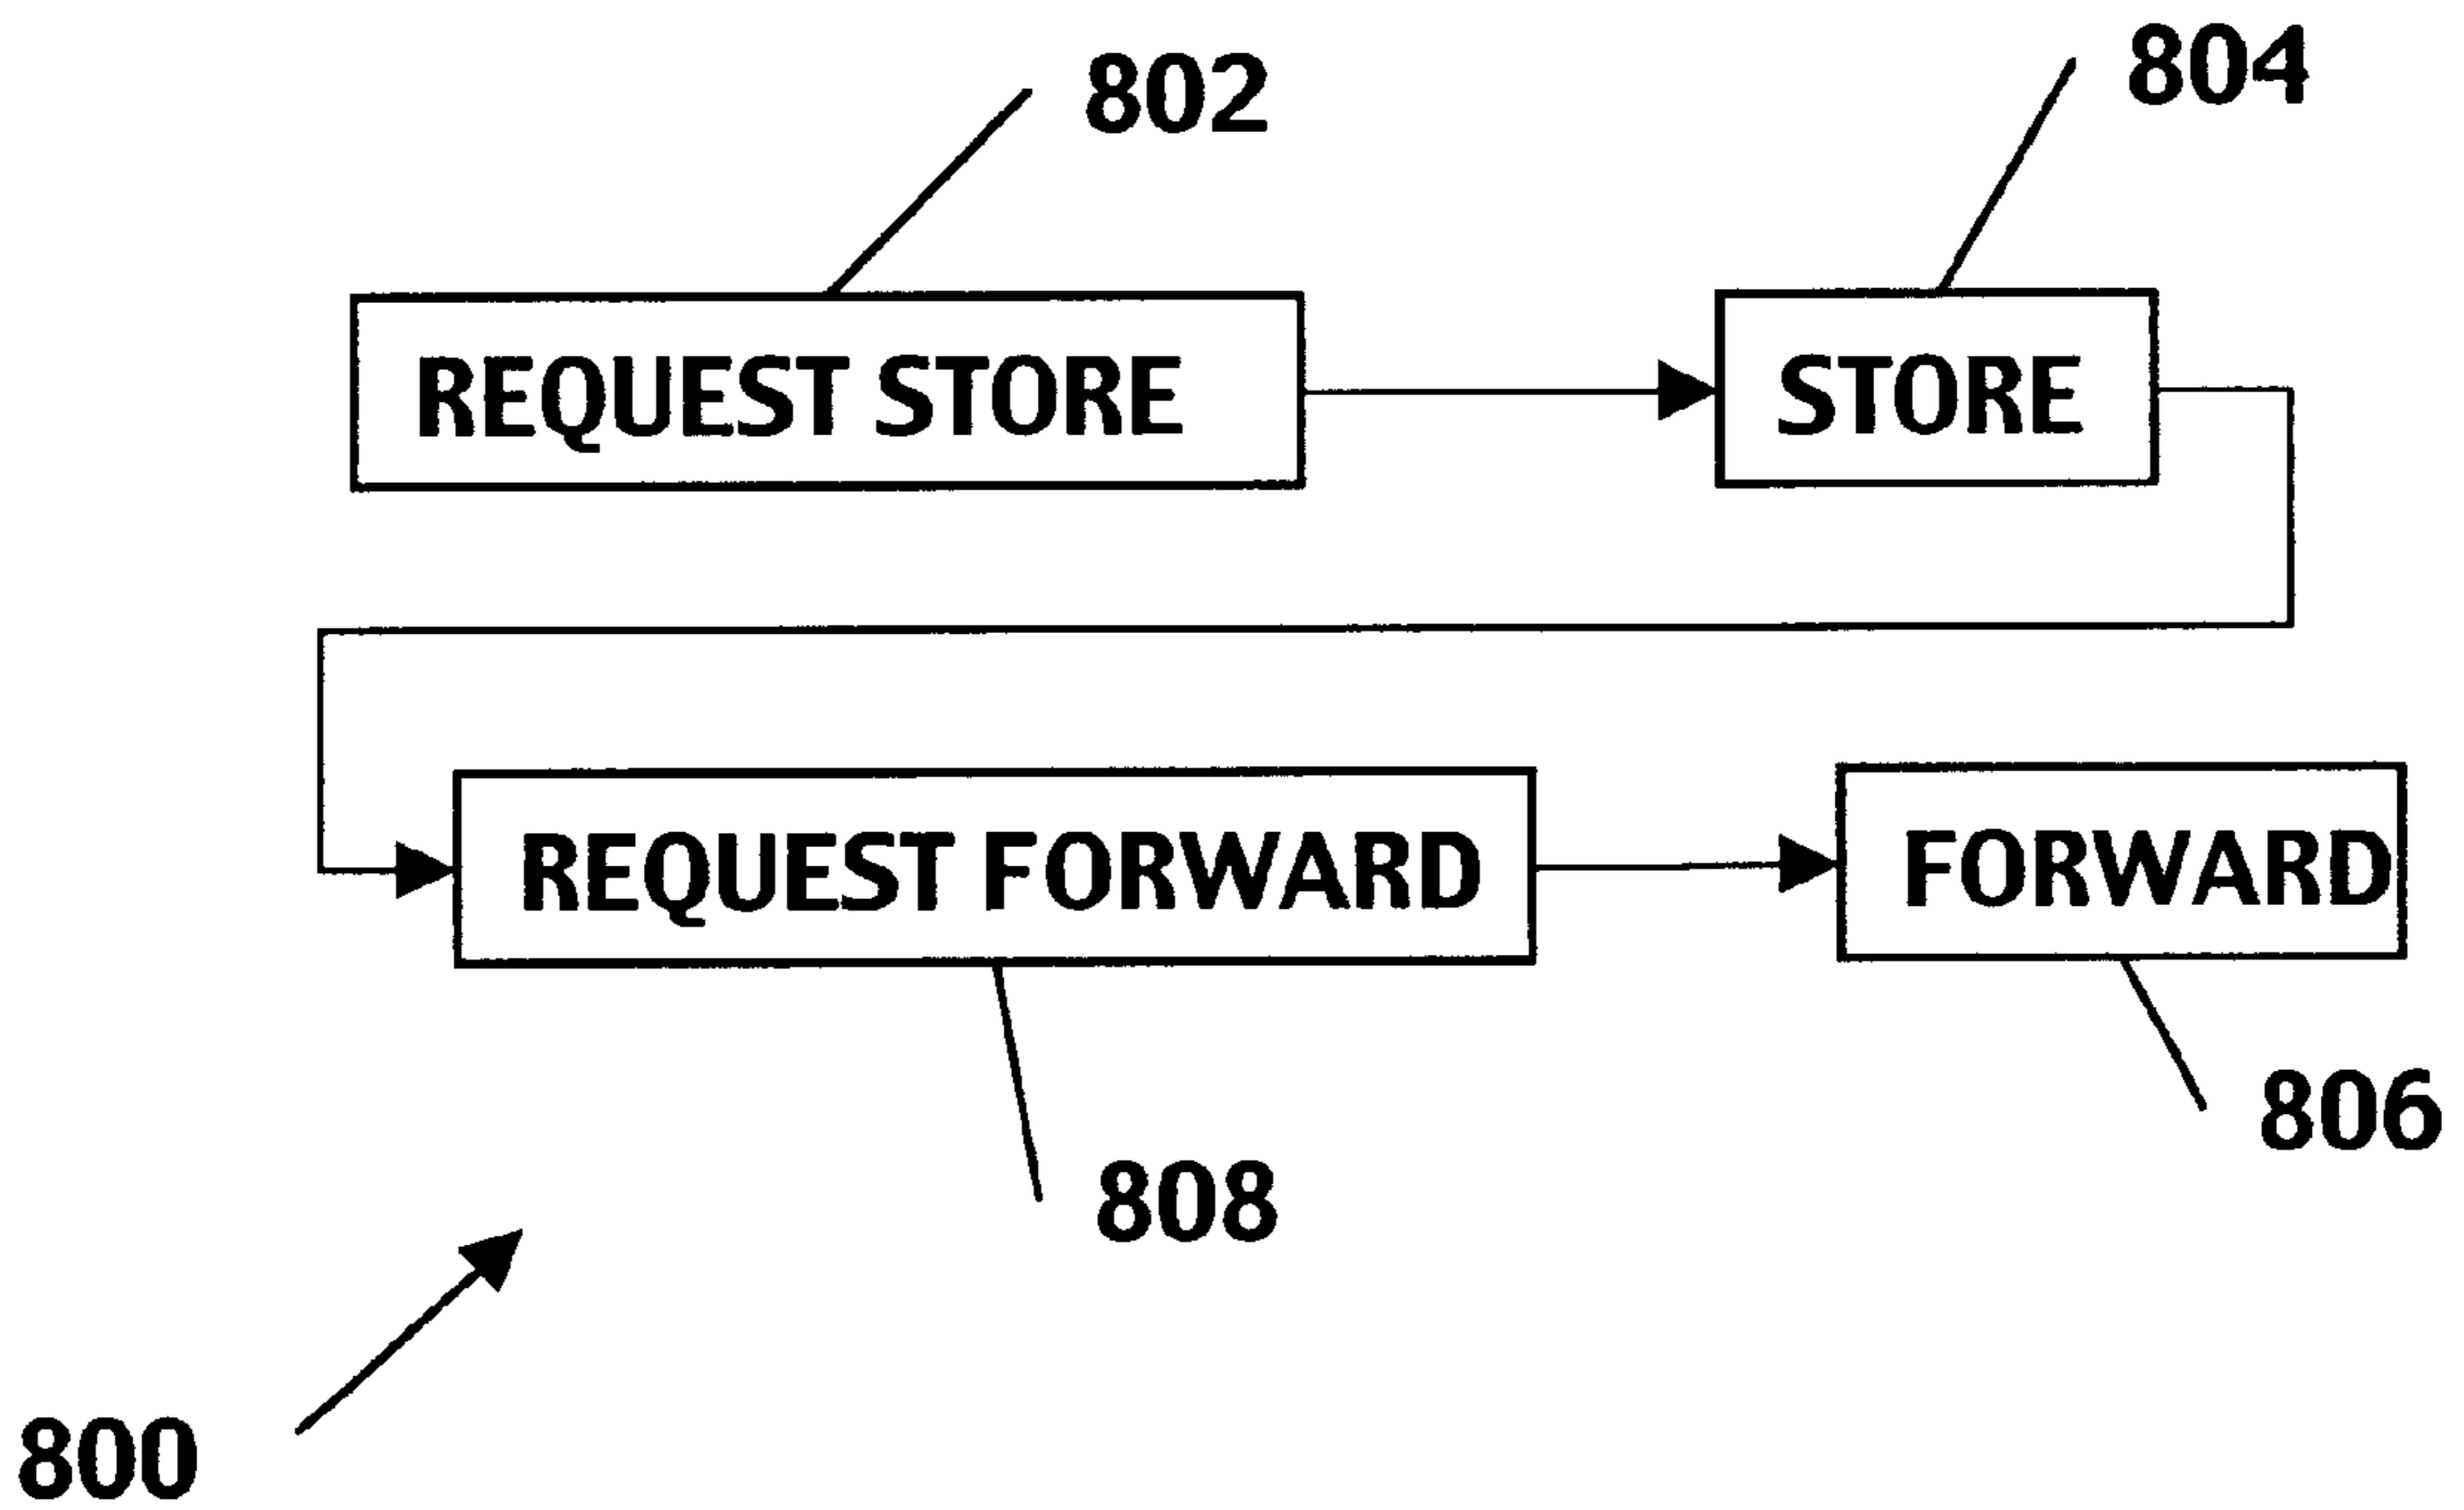 802
804
REQUEST STORE
STORE
REQUEST FORWARD
FORWARD
806
808
800